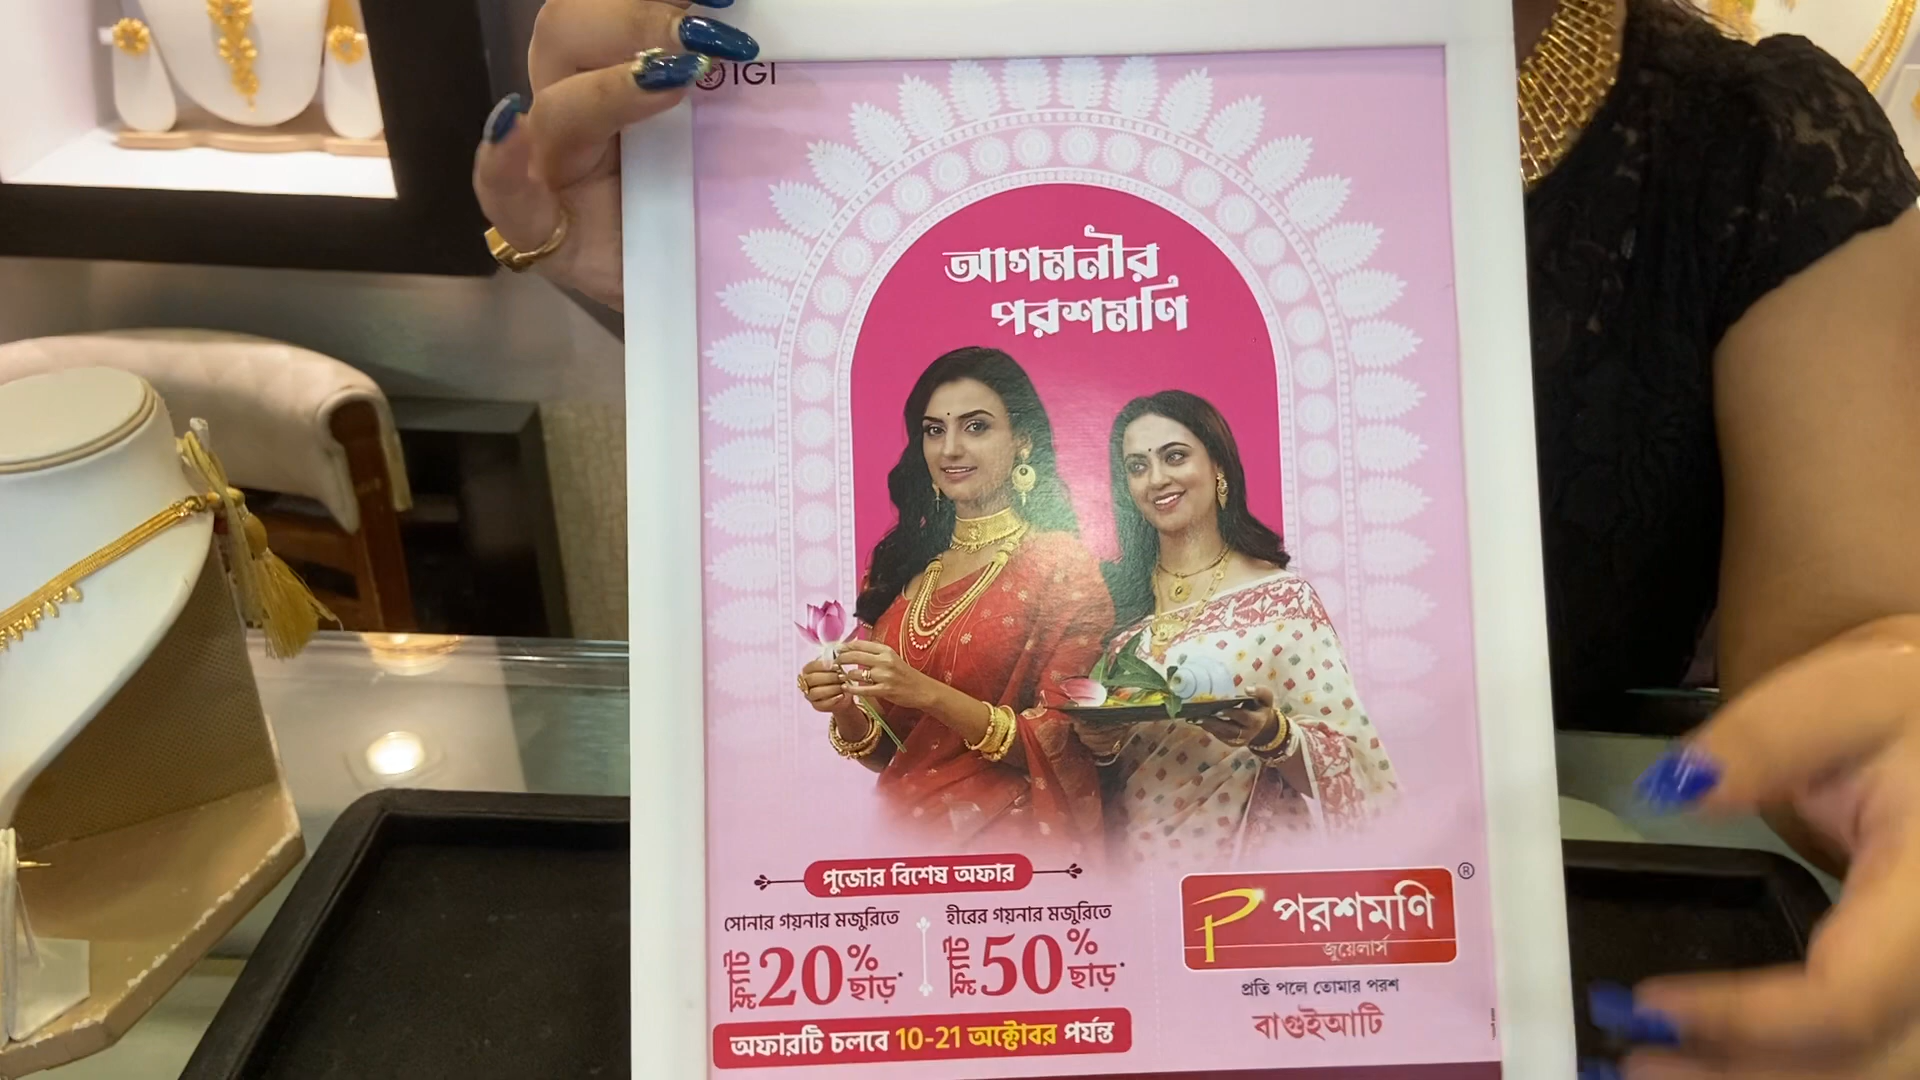 IGI
আগমনীর
পরশমণি
পুজোর বিশেষ অফার
সোনার গয়নার মজুরিতে
ফ্ল্যাট 20% ছাড়*
হীরের গয়নার মজুরিতে
ফ্ল্যাট 50% ছাড়*
অফারটি চলবে 10-21 অক্টোবর পর্যন্ত
P পরশমণি ®
জুয়েলার্স
প্রতি পলে তোমার পরশ
বাগুইআটি